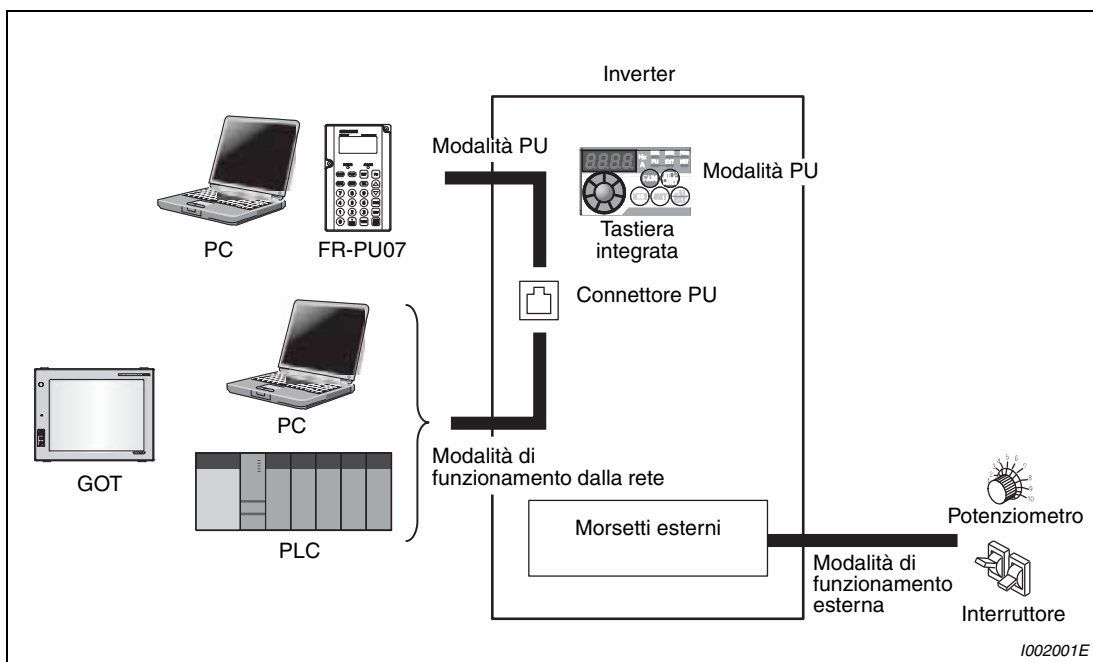 Inverter
Modalità PU
Modalità PU
Tastiera
integrata
PC
FR-PU07
Connettore PU
PC
GOT
PLC
Modalità di
funzionamento dalla rete
Morsetti esterni
Potenziometro
Modalità di
funzionamento
esterna
Interruttore
I002001E